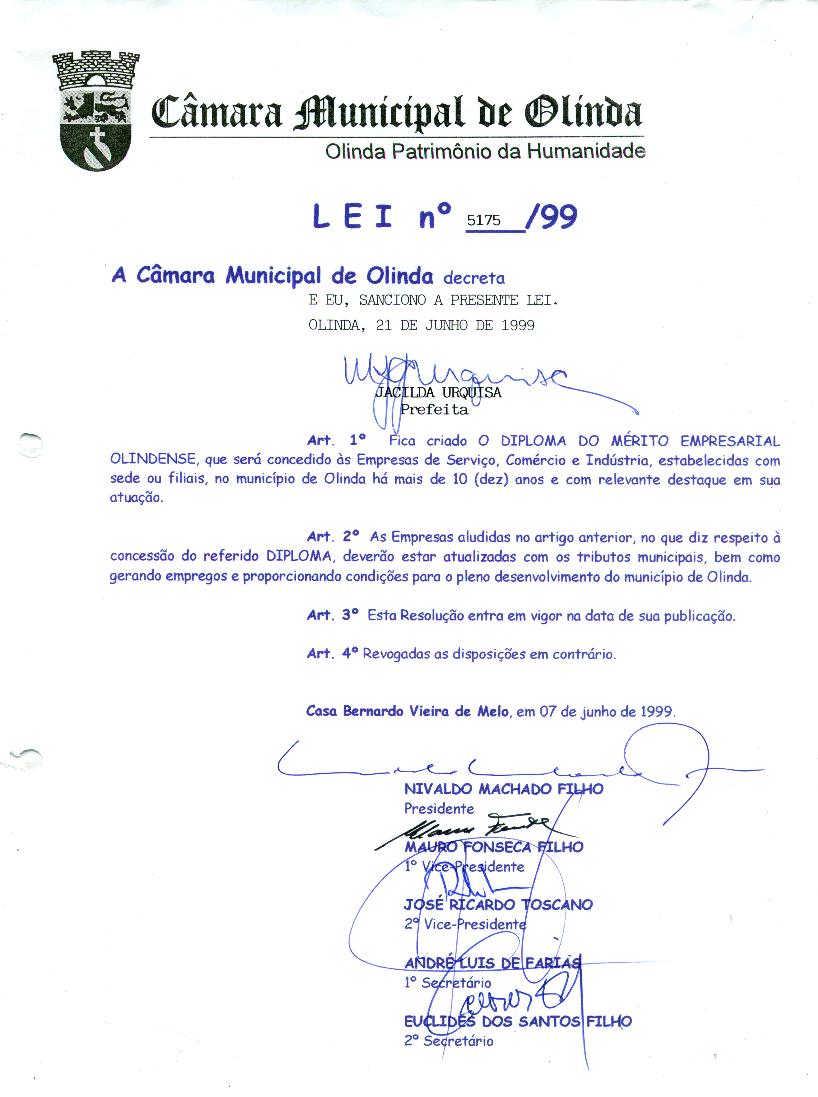 Câmara Municipal de Olinda
Olinda Patrimônio da Humanidade
LEI nº 5175/99
A Câmara Municipal de Olinda decreta
E EU, SANCIONO A PRESENTE LEI.
OLINDA, 21 DE JUNHO DE 1999
JACILDA URQUISA
Prefeita
Art. 1º Fica criado O DIPLOMA DO MÉRITO EMPRESARIAL
OLINDENSE, que será concedido às Empresas de Serviço, Comércio e Indústria, estabelecidas com
sede ou filiais, no município de Olinda há mais de 10 (dez) anos e com relevante destaque em sua
atuação.
Art. 2º As Empresas aludidas no artigo anterior, no que diz respeito à
concessão do referido DIPLOMA, deverão estar atualizadas com os tributos municipais, bem como
gerando empregos e proporcionando condições para o pleno desenvolvimento do município de Olinda.
Art. 3º Esta Resolução entra em vigor na data de sua publicação.
Art. 4º Revogadas as disposições em contrário.
Casa Bernardo Vieira de Melo, em 07 de junho de 1999.
NIVALDO MACHADO FILHO
Presidente
MAURO FONSECA FILHO
1º Vice-Presidente
JOSÉ RICARDO TOSCANO
2º Vice-Presidente
ANDRÉ LUIS DE FARIAS
1º Secretário
EUCLIDES DOS SANTOS FILHO
2º Secretário